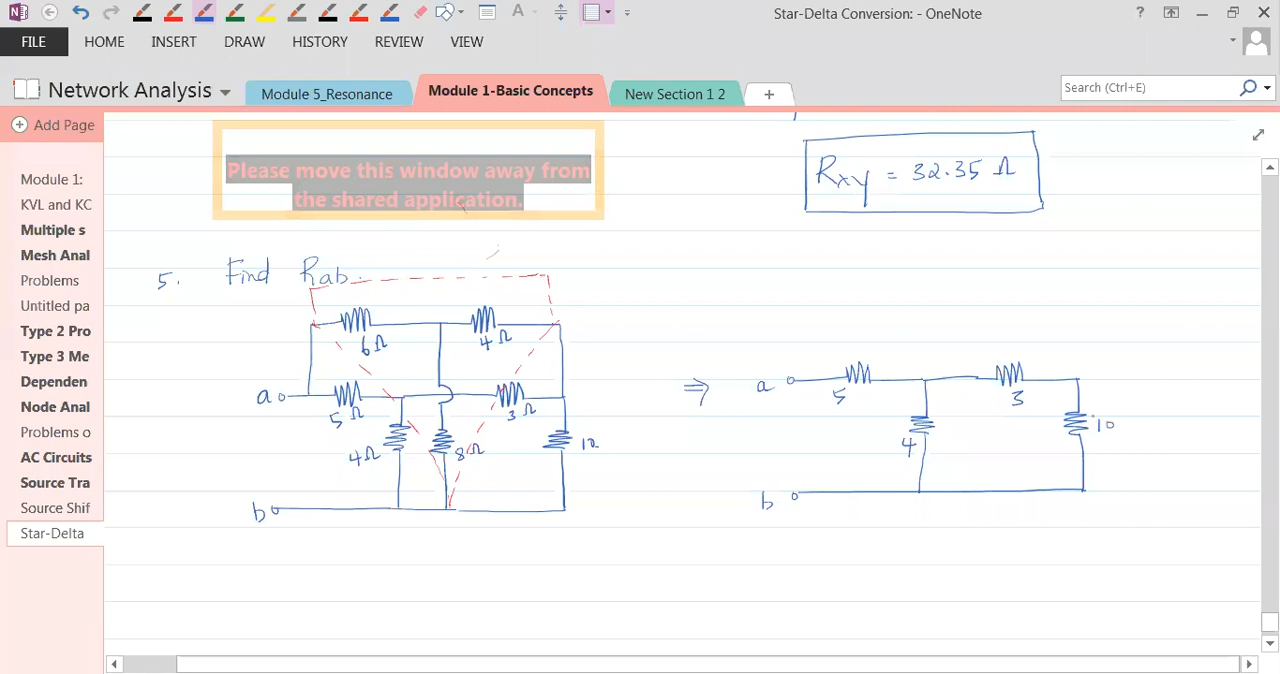 Star-Delta Conversion: - OneNote
?
FILE HOME INSERT DRAW HISTORY REVIEW VIEW
Network Analysis
Module 5_Resonance
Module 1-Basic Concepts
New Section 1 2
+
Search (Ctrl+E)
Add Page
Module 1:
KVL and KC
Multiple s
Mesh Anal
Problems
Untitled pa
Type 2 Pro
Type 3 Me
Dependen
Node Anal
Problems o
AC Circuits
Source Tra
Source Shif
Star-Delta
Please move this window away from
the shared application.
Rxy = 32.35 Ω
5. Find Rab.
6Ω 4Ω
a 5Ω 3Ω
4Ω 8Ω 10
b
⇒
a 5 3
4 10
b